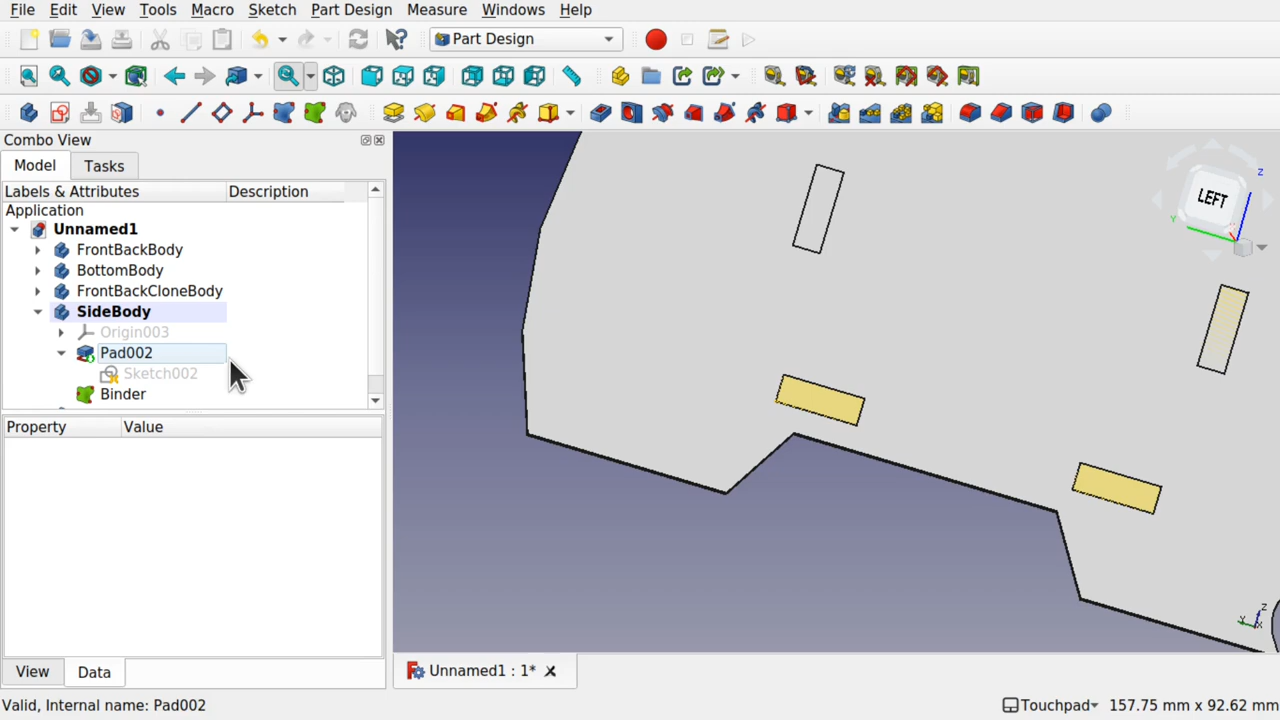 File Edit View Tools Macro Sketch Part Design Measure Windows Help
Part Design
Combo View
Model Tasks
Labels & Attributes Description
Application
Unnamed1
FrontBackBody
BottomBody
FrontBackCloneBody
SideBody
Origin003
Pad002
Sketch002
Binder
Property Value
View Data
LEFT
Z
Y
Z
Y
X
Unnamed1 : 1*
Valid, Internal name: Pad002
Touchpad 157.75 mm x 92.62 mm